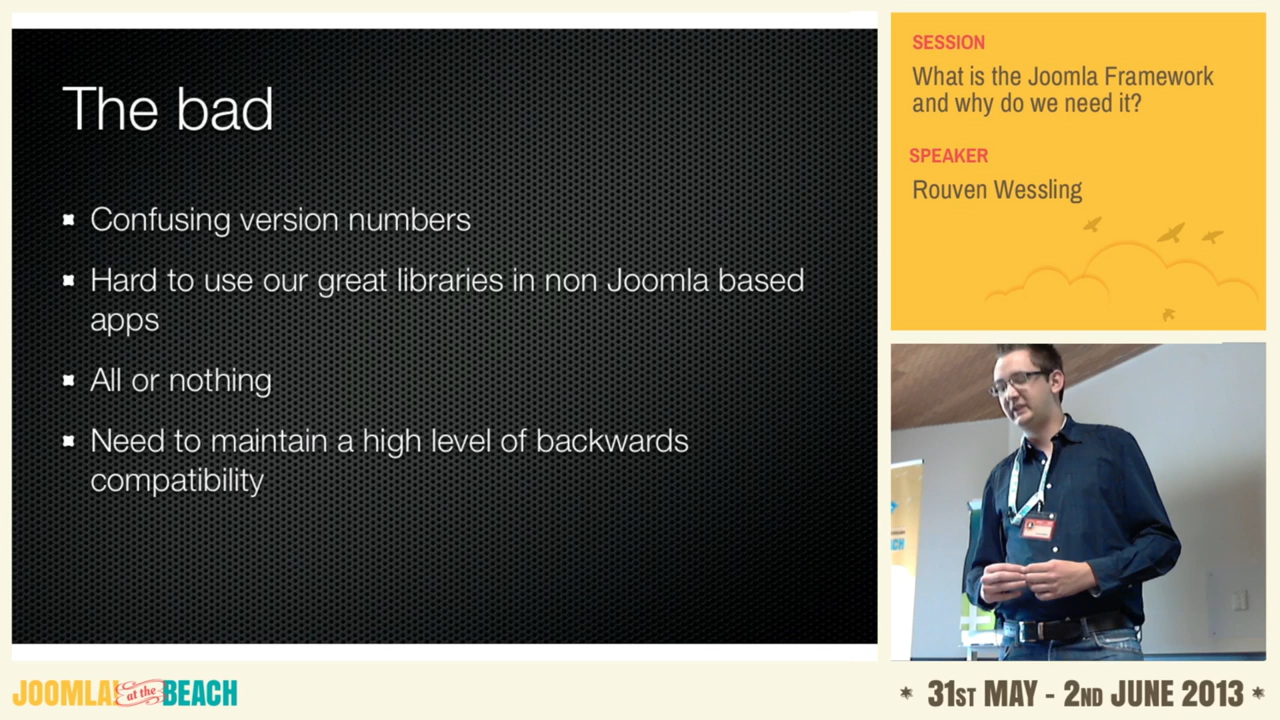 The bad
Confusing version numbers
Hard to use our great libraries in non Joomla based
apps
All or nothing
Need to maintain a high level of backwards
compatibility
SESSION
What is the Joomla Framework
and why do we need it?
SPEAKER
Rouven Wessling
JOOMLA! at the BEACH
* 31ST MAY - 2ND JUNE 2013 *